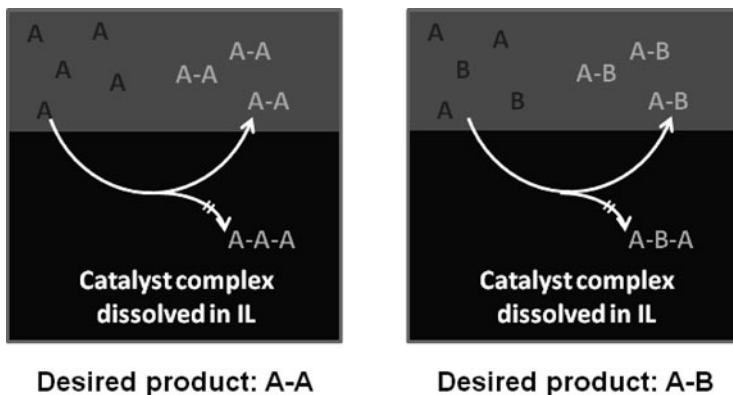 A A
A A
A
A-A
A-A
A-A
A-A-A
Catalyst complex
dissolved in IL
Desired product: A-A
A A
B B
A
A-B
A-B
A-B
A-B-A
Catalyst complex
dissolved in IL
Desired product: A-B